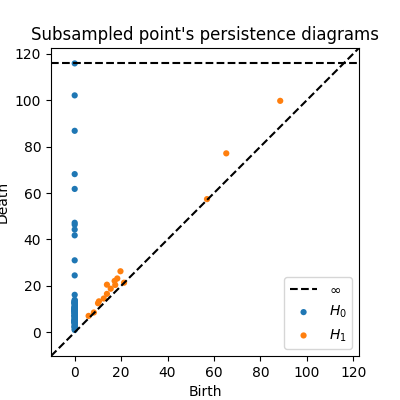 Subsampled point's persistence diagrams
120
100
80
60
40
20
0
Death
0 20 40 60 80 100 120
Birth
∞
H₀
H₁